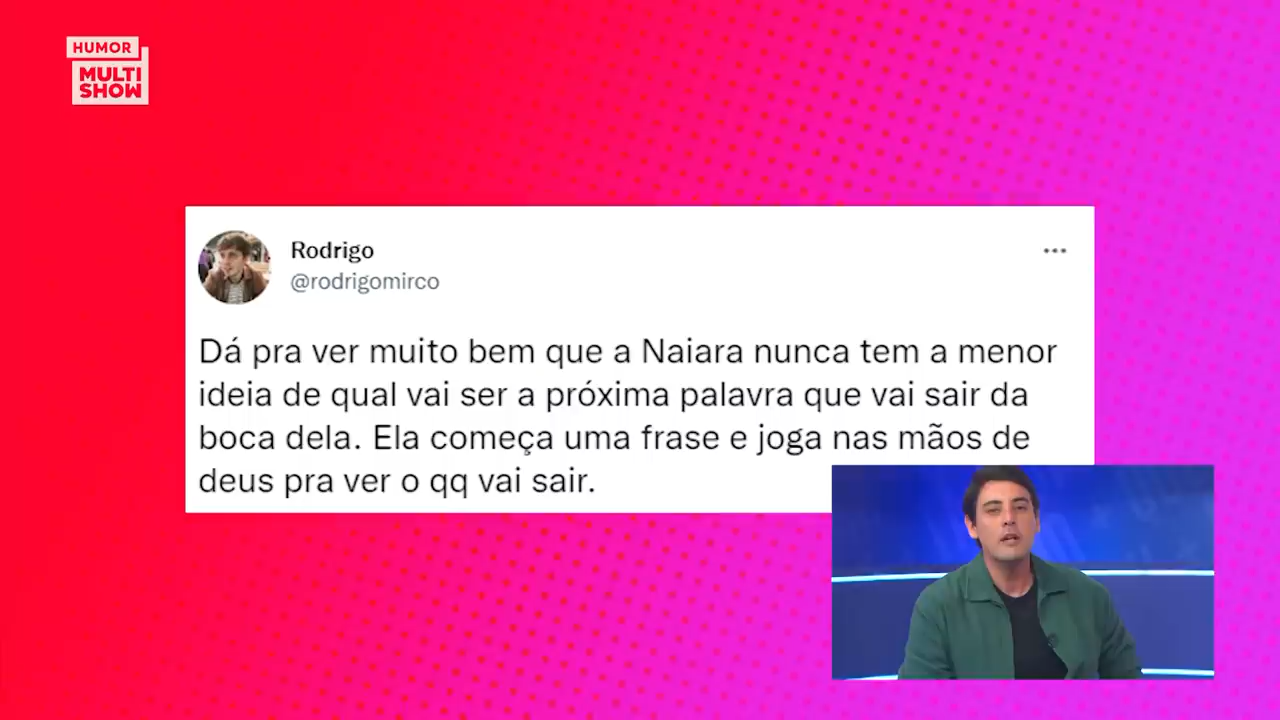 HUMOR
MULTI
SHOW
Rodrigo
@rodrigomirco
Dá pra ver muito bem que a Naiara nunca tem a menor
ideia de qual vai ser a próxima palavra que vai sair da
boca dela. Ela começa uma frase e joga nas mãos de
deus pra ver o qq vai sair.